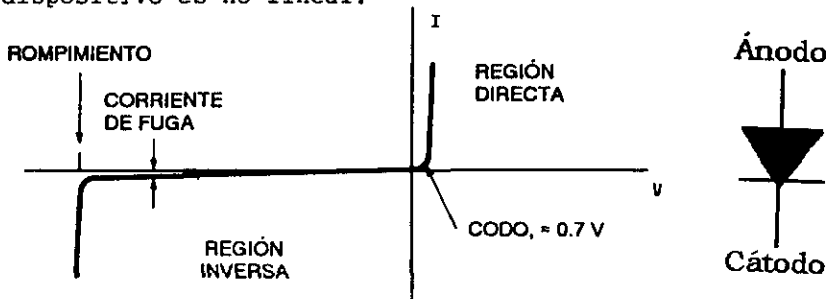 dispositivo es no lineal.
I
ROMPIMIENTO
REGIÓN
DIRECTA
CORRIENTE
DE FUGA
V
CODO, ≈ 0.7 V
REGIÓN
INVERSA
Ánodo
Cátodo